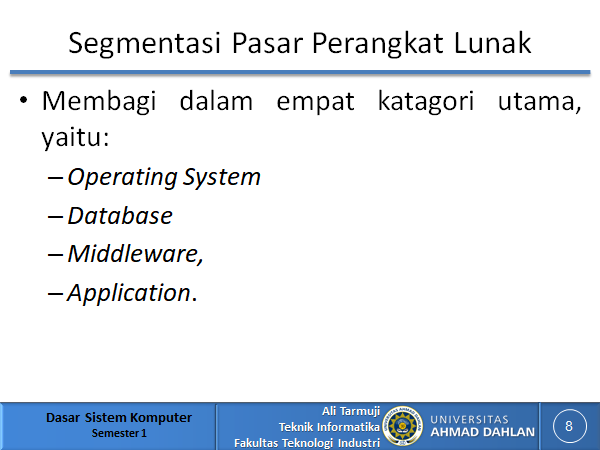 Segmentasi Pasar Perangkat Lunak
• Membagi dalam empat katagori utama,
yaitu:
– Operating System
– Database
– Middleware,
– Application.
Dasar Sistem Komputer
Semester 1
Ali Tarmuji
Teknik Informatika
Fakultas Teknologi Industri
UNIVERSITAS
AHMAD DAHLAN
8